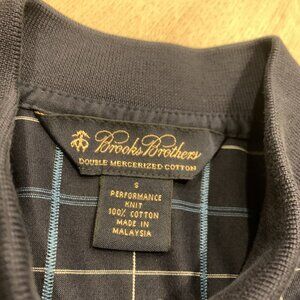 Brooks Brothers
DOUBLE MERCERIZED COTTON
S
PERFORMANCE
KNIT
100% COTTON
MADE IN
MALAYSIA